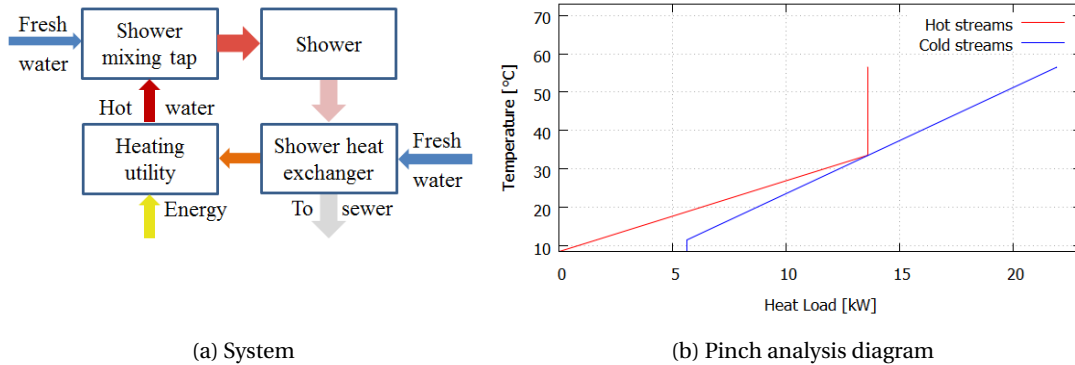 Fresh
water
Shower
mixing tap
Shower
Hot water
Heating
utility
Shower heat
exchanger
Fresh
water
Energy
To sewer
(a) System
Hot streams
Cold streams
Temperature [°C]
70
60
50
40
30
20
10
0 5 10 15 20
Heat Load [kW]
(b) Pinch analysis diagram